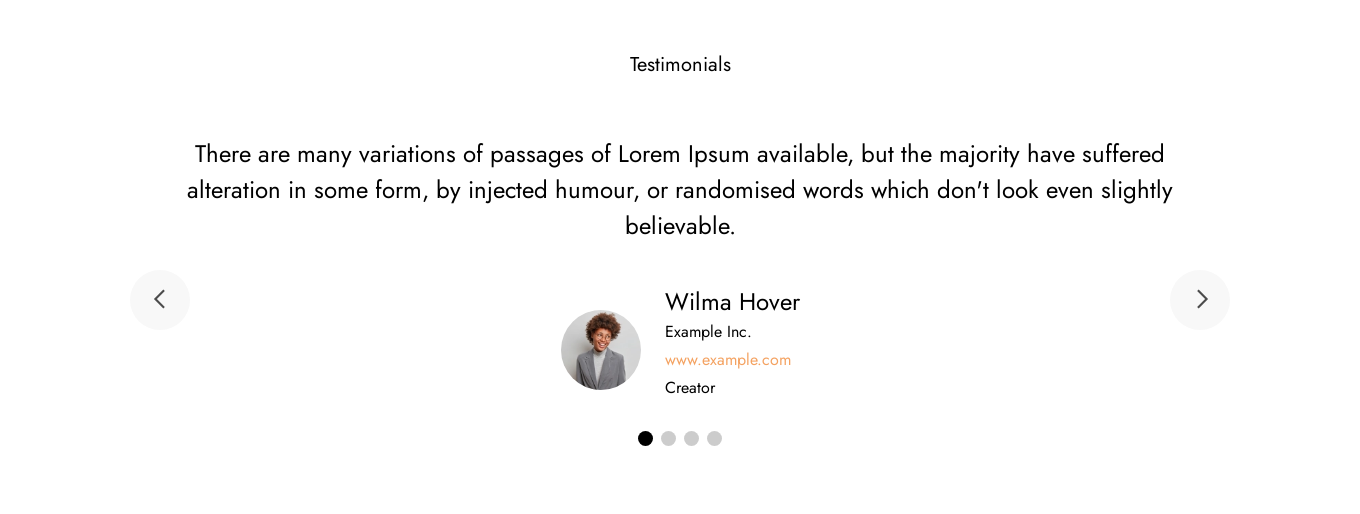 Testimonials
There are many variations of passages of Lorem Ipsum available, but the majority have suffered
alteration in some form, by injected humour, or randomised words which don't look even slightly
believable.
Wilma Hover
Example Inc.
www.example.com
Creator